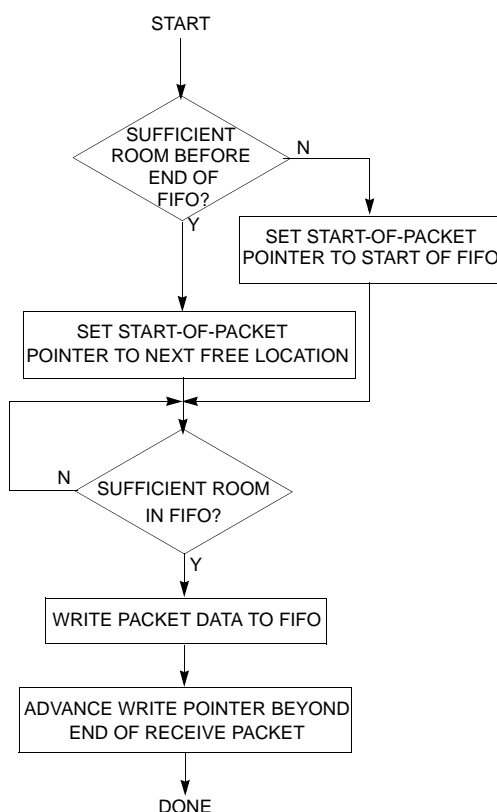 START
SUFFICIENT
ROOM BEFORE
END OF
FIFO?
N
Y
SET START-OF-PACKET
POINTER TO START OF FIFO
SET START-OF-PACKET
POINTER TO NEXT FREE LOCATION
N
SUFFICIENT ROOM
IN FIFO?
Y
WRITE PACKET DATA TO FIFO
ADVANCE WRITE POINTER BEYOND
END OF RECEIVE PACKET
DONE